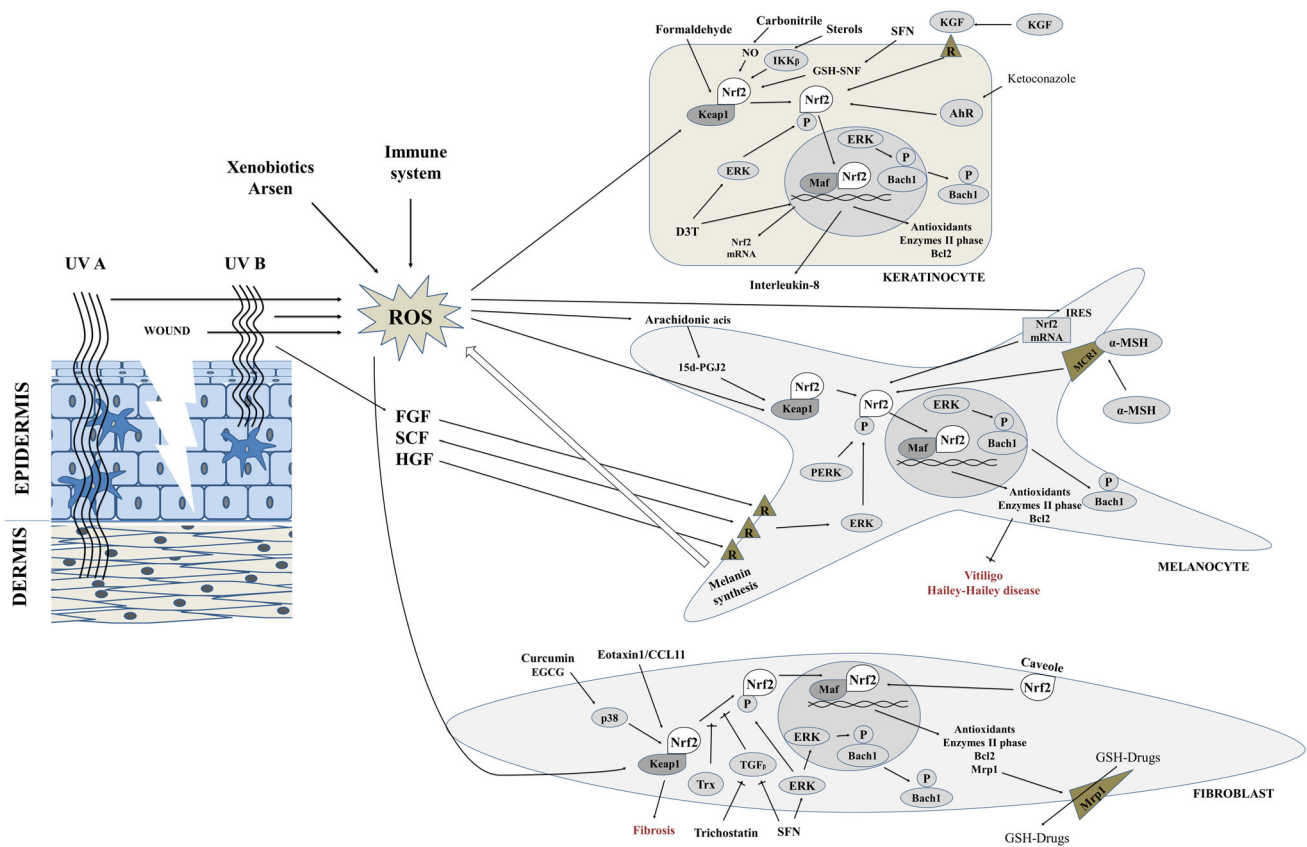 Xenobiotics
Arsen
Immune
system
UV A
UV B
WOUND
ROS
EPIDERMIS
DERMIS
FGF
SCF
HGF
Formaldehyde
Carbonitrile
Sterols
SFN
KGF
KGF
R
NO
IKKβ
GSH-SNF
Ketoconazole
Nrf2
Keap1
Nrf2
P
AhR
ERK
ERK
P
Bach1
P
Bach1
Maf
Nrf2
D3T
Nrf2
mRNA
Antioxidants
Enzymes II phase
Bcl2
Interleukin-8
KERATINOCYTE
Arachidonic acis
15d-PGJ2
IRES
Nrf2
mRNA
MCR1
α-MSH
α-MSH
Nrf2
Keap1
Nrf2
P
ERK
P
Bach1
Maf
Nrf2
PERK
ERK
P
Bach1
R
R
R
Antioxidants
Enzymes II phase
Bcl2
Melanin
synthesis
Vitiligo
Hailey-Hailey disease
MELANOCYTE
Curcumin
EGCG
Eotaxin1/CCL11
p38
Nrf2
Keap1
Nrf2
P
Maf
Nrf2
Caveole
Nrf2
ERK
P
Bach1
Trx
TGFβ
ERK
P
Bach1
Antioxidants
Enzymes II phase
Bcl2
Mrp1
GSH-Drugs
Mrp1
GSH-Drugs
FIBROBLAST
Fibrosis
Trichostatin
SFN